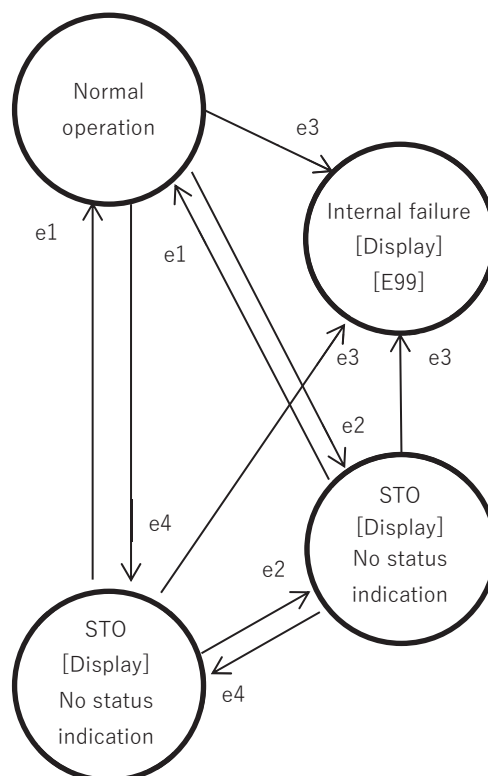 Normal
operation
e3
Internal failure
[Display]
[E99]
e1
e1
e3
e3
e2
e4
STO
[Display]
No status
indication
e2
STO
[Display]
No status
indication
e4